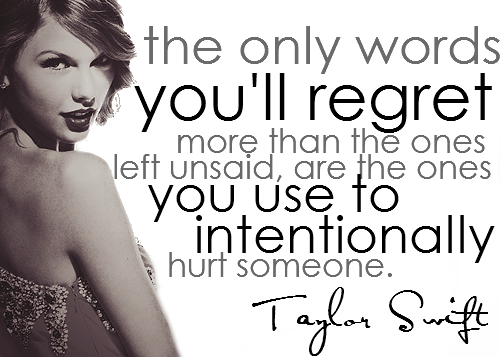 the only words
you'll regret
more than the ones
left unsaid, are the ones
you use to
intentionally
hurt someone.
Taylor Swift